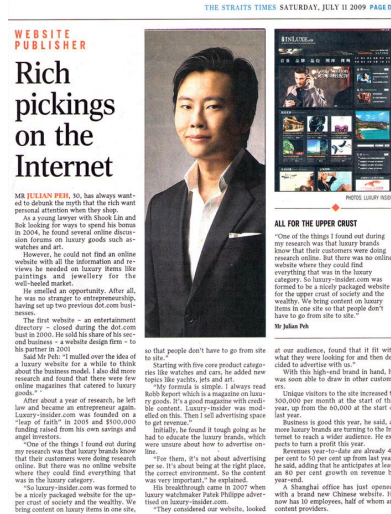 THE STRAITS TIMES SATURDAY, JULY 11 2009 PAGE D
WEBSITE
PUBLISHER
Rich
pickings
on the
Internet
MR JULIAN PEH, 30, has always want-
ed to debunk the myth that the rich want
personal attention when they shop.
As a young lawyer with Shook Lin and
Bok looking for ways to spend his bonus
in 2004, he found several online discus-
sion forums on luxury goods such as
watches and art.
However, he could not find an online
website with all the information and re-
views he needed on luxury items like
paintings and jewellery for the
well-heeled market.
He smelled an opportunity. After all,
he was no stranger to entrepreneurship,
having set up two previous dot.com busi-
nesses.
The first website – an entertainment
directory – closed during the dot.com
bust in 2000. He sold his share of his sec-
ond business – a website design firm – to
his partner in 2001
Said Mr Peh: "I mulled over the idea of
a luxury website for a while to think
about the business model. I also did more
research and found that there were few
online magazines that catered to luxury
goods."
After about a year of research, he left
law and became an entrepreneur again.
Luxury-insider.com was founded on a
"leap of faith" in 2005 and $500,000
funding raised from his own savings and
angel investors.
"One of the things I found out during
my research was that luxury brands know
that their customers were doing research
online. But there was no online website
where they could find everything that
was in the luxury category.
"So luxury-insider.com was formed to
be a nicely packaged website for the up-
per crust of society and the wealthy. We
bring content on luxury items in one site,
so that people don't have to go from site
to site."
Starting with five core product catego-
ries like watches and cars, he added new
topics like yachts, jets and art.
"My formula is simple. I always read
Robb Report which is a magazine on luxu-
ry goods. It's a good magazine with credi-
ble content. Luxury-insider was mod-
elled on this. Then I sell advertising space
to get revenue."
Initially, he found it tough going as he
had to educate the luxury brands, which
were unsure about how to advertise on-
line.
"For them, it's not about advertising
per se. It's about being at the right place,
the correct environment. So the content
was very important," he explained.
His breakthrough came in 2007 when
luxury watchmaker Patek Philippe adver-
tised on luxury-insider.com.
"They considered our website, looked
PHOTOS: LUXURY INSID
ALL FOR THE UPPER CRUST
"One of the things I found out during
my research was that luxury brands
know that their customers were doing
research online. But there was no online
website where they could find
everything that was in the luxury
category. So luxury-insider.com was
formed to be a nicely packaged website
for the upper crust of society and the
wealthy. We bring content on luxury
items in one site so that people don't
have to go from site to site."
Mr Julian Peh
at our audience, found that it fit with
what they were looking for and then de-
cided to advertise with us."
With this high-end brand in hand, h
was soon able to draw in other custom
ers.
Unique visitors to the site increased t
300,000 per month at the start of th
year, up from the 60,000 at the start
last year.
Business is good this year, he said,
more luxury brands are turning to the In
ternet to reach a wider audience. He ex
pects to turn a profit this year.
Revenues year-to-date are already 4
per cent to 50 per cent up from last yea
he said, adding that he anticipates at leas
an 80 per cent growth on revenue b
year-end.
A Shanghai office has just opene
with a brand new Chinese website. H
now has 10 employees, half of whom a
content providers.